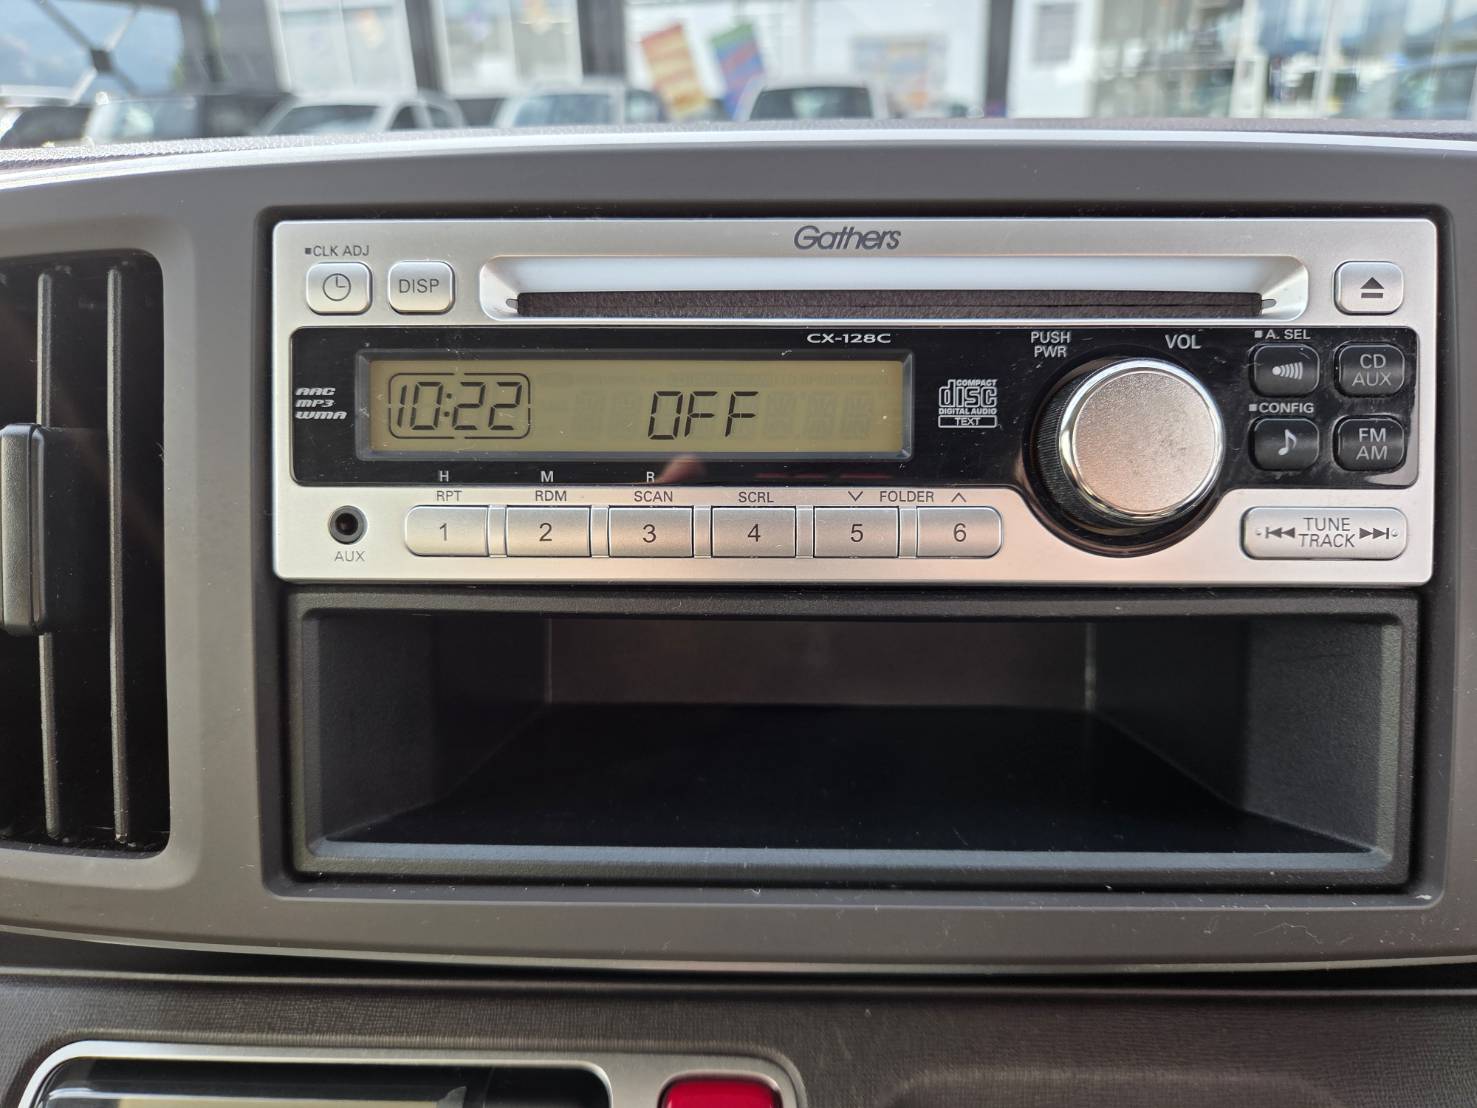 Gathers
CLK ADJ
DISP
CX-128C
PUSH
PWR
VOL
A. SEL
CD
AUX
AAC
MP3
WMA
10:22
OFF
COMPACT
disc
DIGITAL AUDIO
TEXT
CONFIG
FM
AM
H
M
R
RPT
RDM
SCAN
SCRL
FOLDER
1
2
3
4
5
6
AUX
TUNE
TRACK